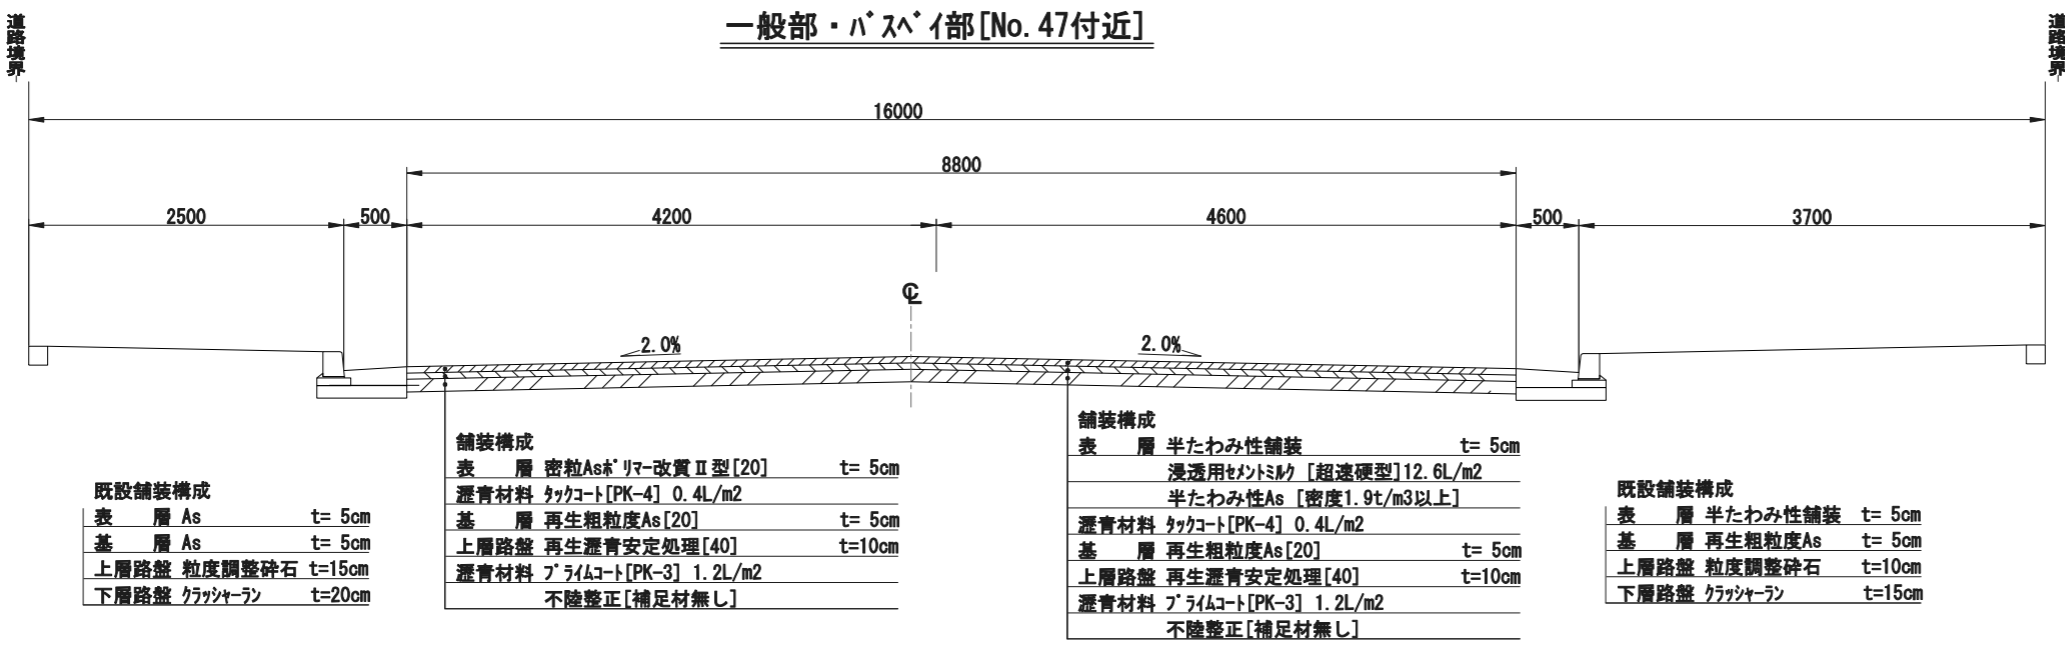 一般部・ﾊﾞｽﾍﾞｲ部[No.47付近]
道路境界
道路境界
16000
8800
2500
500
4200
4600
500
3700
℄
2.0%
2.0%
既設舗装構成
表　　層 As t= 5cm
基　　層 As t= 5cm
上層路盤 粒度調整砕石 t=15cm
下層路盤 ｸﾗｯｼｬｰﾗﾝ t=20cm
舗装構成
表　　層 密粒Asﾎﾟﾘﾏｰ改質Ⅱ型[20] t= 5cm
瀝青材料 ﾀｯｸｺｰﾄ[PK-4] 0.4L/m2
基　　層 再生粗粒度As[20] t= 5cm
上層路盤 再生瀝青安定処理[40] t=10cm
瀝青材料 ﾌﾟﾗｲﾑｺｰﾄ[PK-3] 1.2L/m2
不陸整正[補足材無し]
舗装構成
表　　層 半たわみ性舗装 t= 5cm
浸透用ｾﾒﾝﾄﾐﾙｸ [超速硬型]12.6L/m2
半たわみ性As [密度1.9t/m3以上]
瀝青材料 ﾀｯｸｺｰﾄ[PK-4] 0.4L/m2
基　　層 再生粗粒度As[20] t= 5cm
上層路盤 再生瀝青安定処理[40] t=10cm
瀝青材料 ﾌﾟﾗｲﾑｺｰﾄ[PK-3] 1.2L/m2
不陸整正[補足材無し]
既設舗装構成
表　　層 半たわみ性舗装 t= 5cm
基　　層 再生粗粒度As t= 5cm
上層路盤 粒度調整砕石 t=10cm
下層路盤 ｸﾗｯｼｬｰﾗﾝ t=15cm